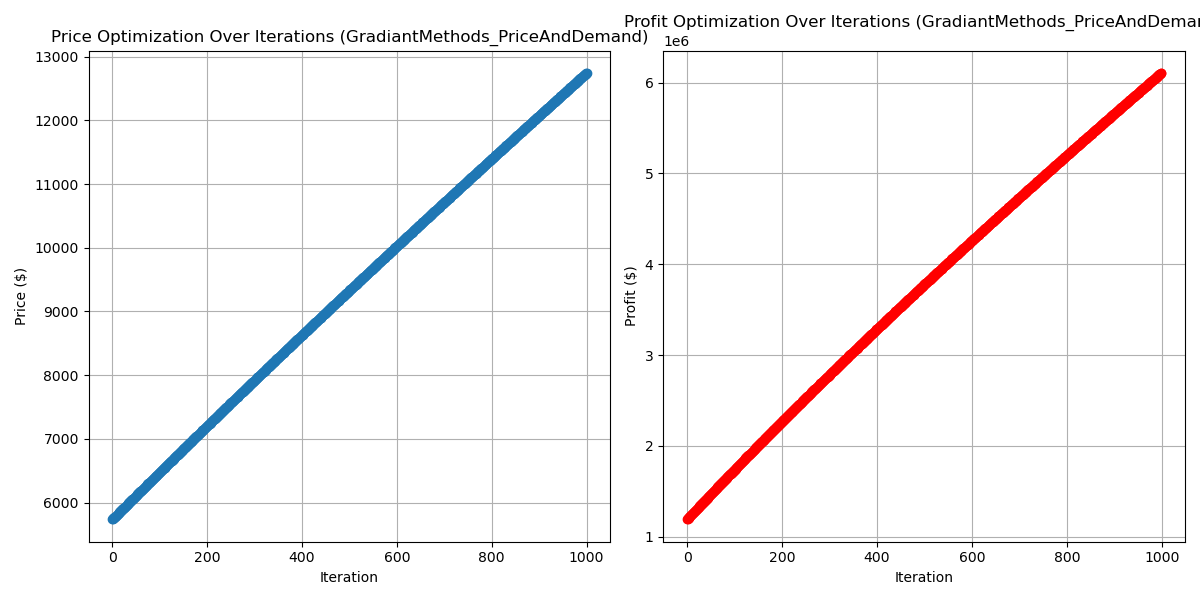 Price Optimization Over Iterations (GradiantMethods_PriceAndDemand)
13000
12000
11000
10000
9000
8000
7000
6000
Price ($)
0 200 400 600 800 1000
Iteration
Profit Optimization Over Iterations (GradiantMethods_PriceAndDeman
1e6
6
5
4
3
2
1
Profit ($)
0 200 400 600 800 1000
Iteration